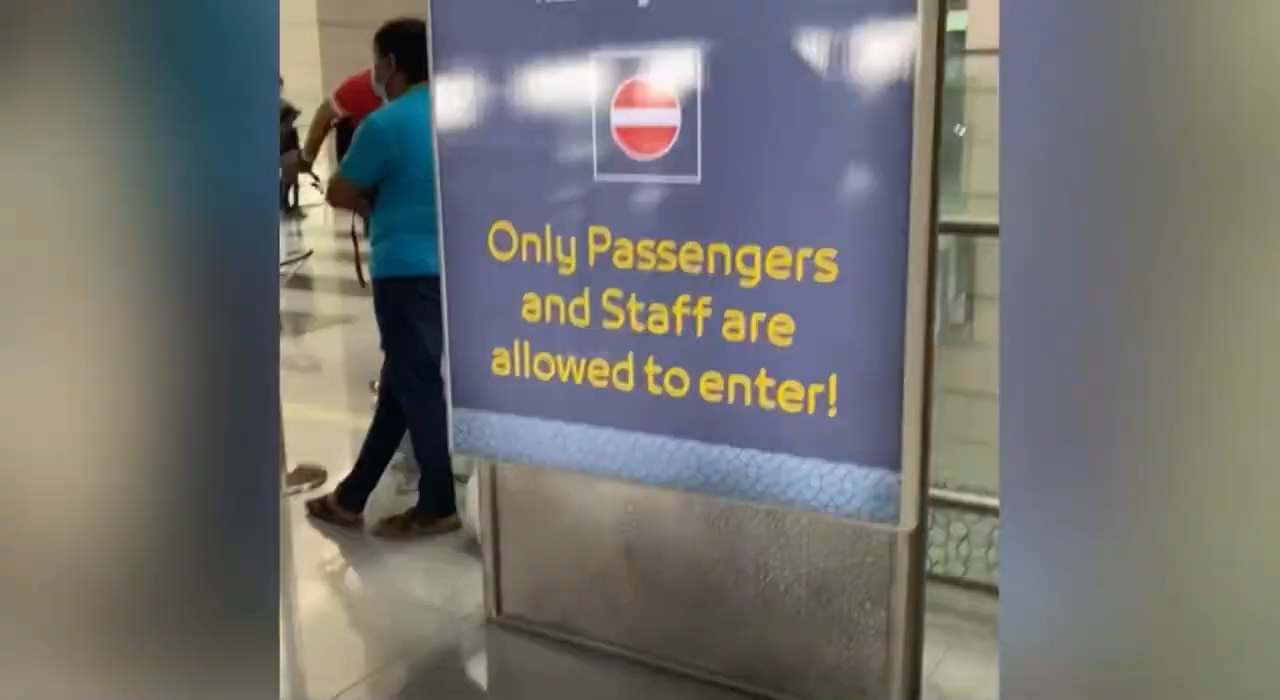 Only Passengers
and Staff are
allowed to enter!